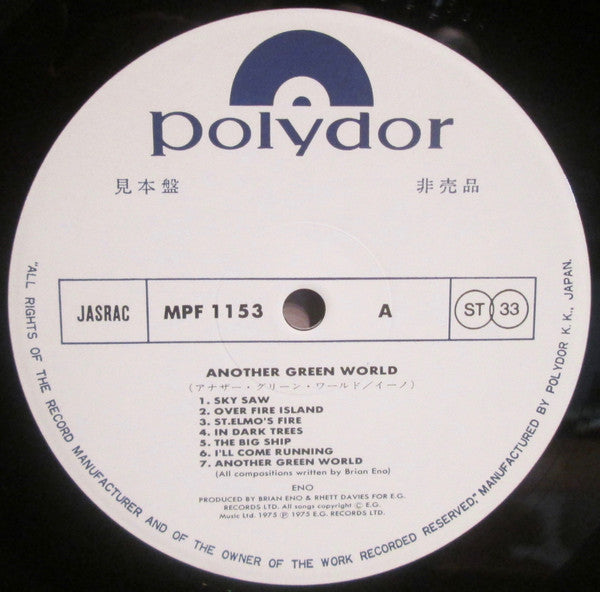 polydor
見本盤 非売品
JASRAC MPF 1153 A ST 33
ANOTHER GREEN WORLD
(アナザー・グリーン・ワールド/イーノ)
1. SKY SAW
2. OVER FIRE ISLAND
3. ST.ELMO'S FIRE
4. IN DARK TREES
5. THE BIG SHIP
6. I'LL COME RUNNING
7. ANOTHER GREEN WORLD
(All compositions written by Brian Eno)
ENO
PRODUCED BY BRIAN ENO & RHETT DAVIES FOR E.G.
RECORDS LTD. All songs copyright © E.G.
Music Ltd. 1975 ℗ 1975 E.G. RECORDS LTD.
"ALL RIGHTS OF THE RECORD MANUFACTURER AND OF THE OWNER OF THE WORK RECORDED RESERVED." MANUFACTURED BY POLYDOR K.K., JAPAN.